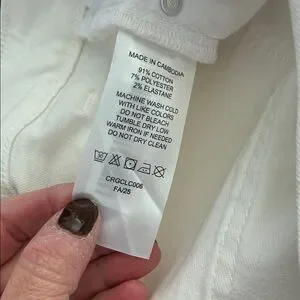 MADE IN CAMBODIA
91% COTTON
7% POLYESTER
2% ELASTANE
MACHINE WASH COLD
WITH LIKE COLORS
DO NOT BLEACH
TUMBLE DRY LOW
WARM IRON IF NEEDED
DO NOT DRY CLEAN
CRGCLC006
FA/25